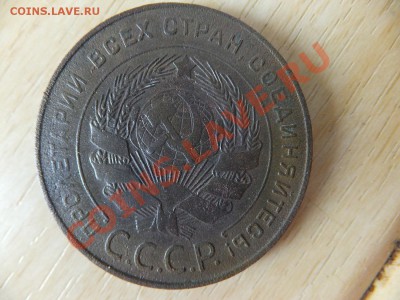 COINS.LAVE.RU
ПРОЛЕТАРИИ ВСЕХ СТРАН, СОЕДИНЯЙТЕСЬ!
С.С.С.Р.
COINS.LAVE.RU